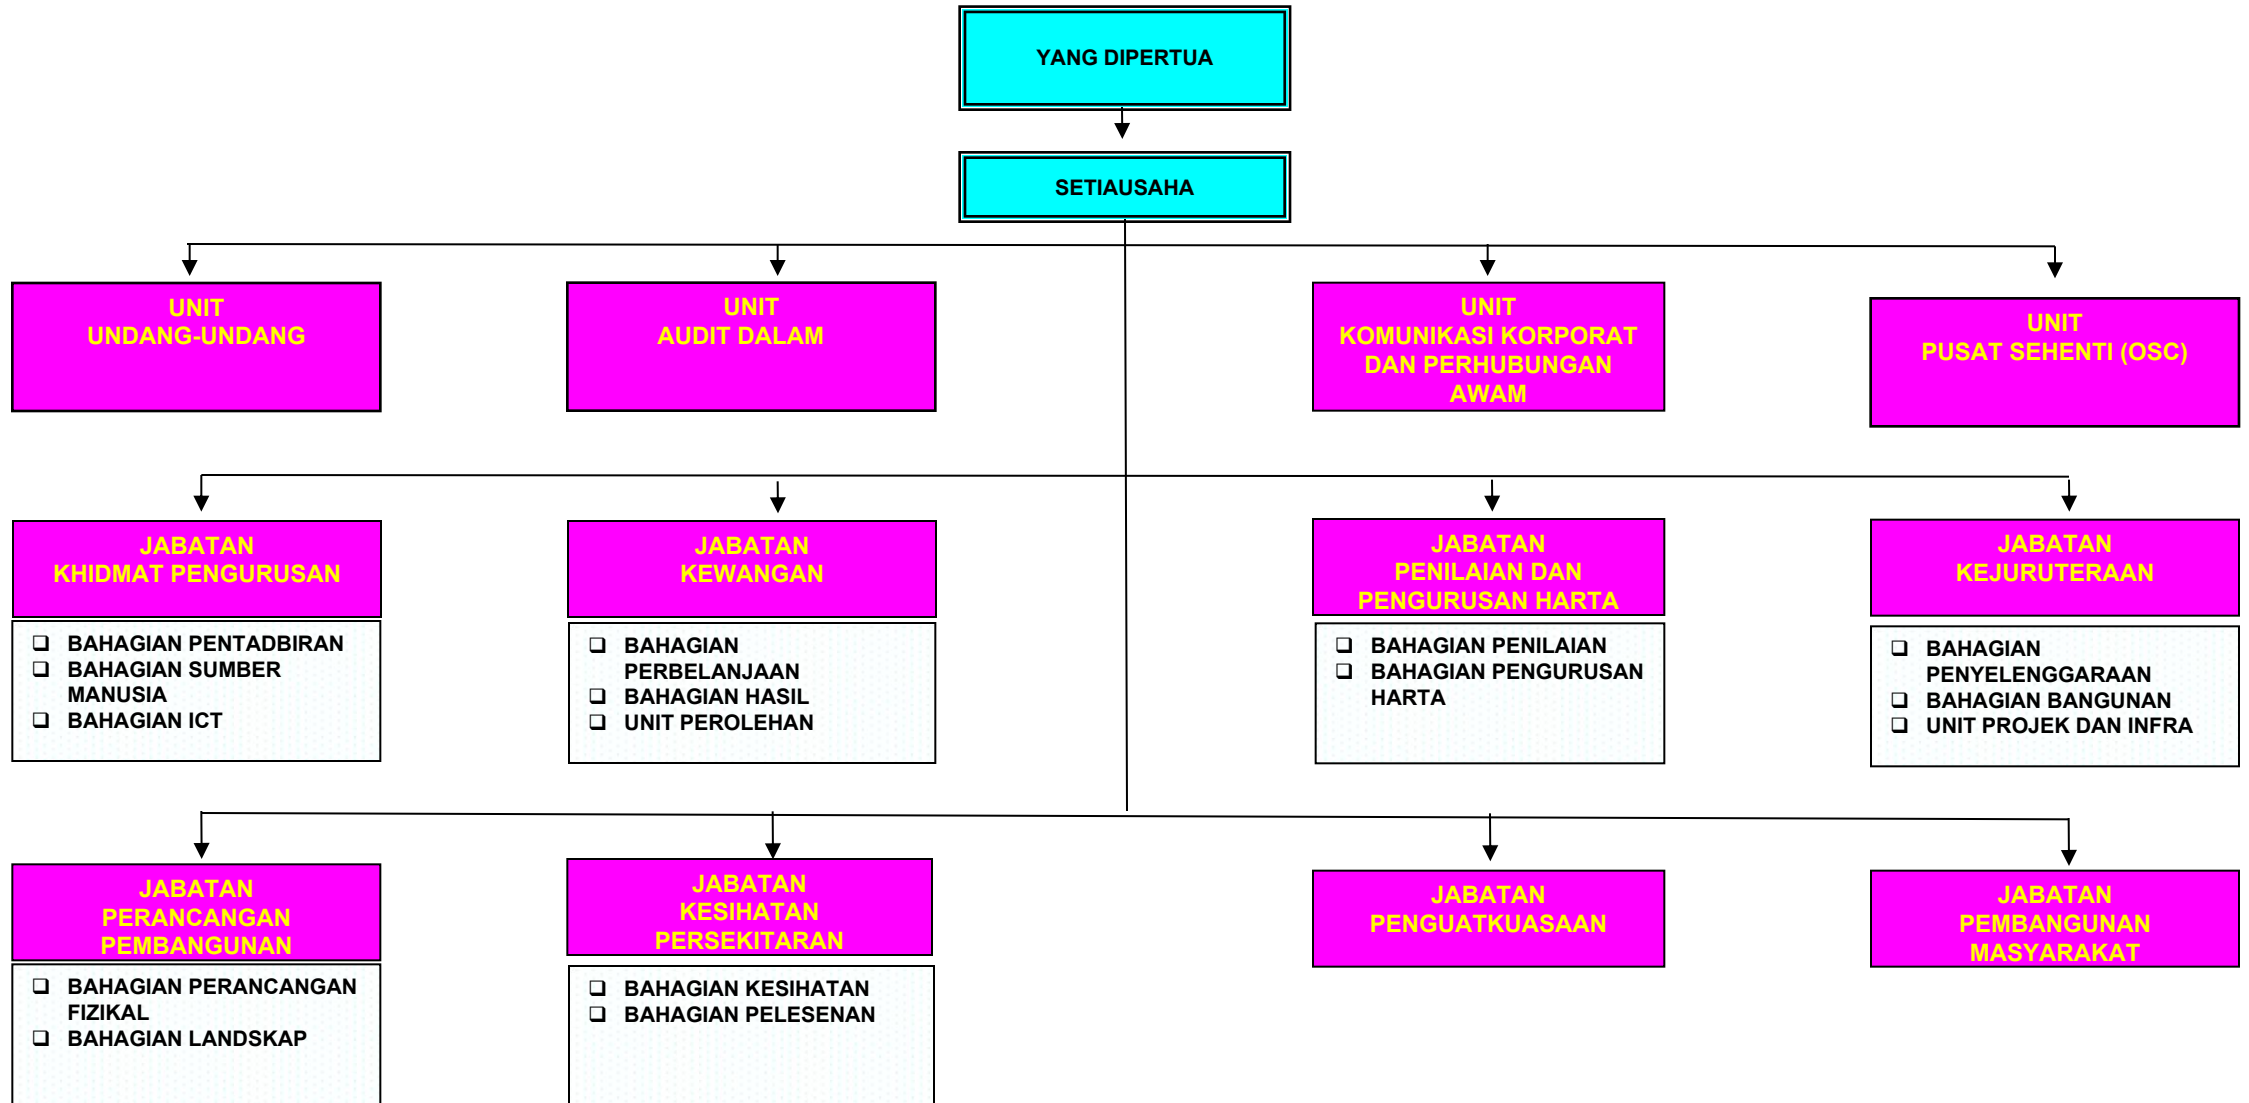 YANG DIPERTUA
SETIAUSAHA
UNIT
UNDANG-UNDANG
UNIT
AUDIT DALAM
UNIT
KOMUNIKASI KORPORAT
DAN PERHUBUNGAN
AWAM
UNIT
PUSAT SEHENTI (OSC)
JABATAN
KHIDMAT PENGURUSAN
BAHAGIAN PENTADBIRAN
BAHAGIAN SUMBER
MANUSIA
BAHAGIAN ICT
JABATAN
KEWANGAN
BAHAGIAN
PERBELANJAAN
BAHAGIAN HASIL
UNIT PEROLEHAN
JABATAN
PENILAIAN DAN
PENGURUSAN HARTA
BAHAGIAN PENILAIAN
BAHAGIAN PENGURUSAN
HARTA
JABATAN
KEJURUTERAAN
BAHAGIAN
PENYELENGGARAAN
BAHAGIAN BANGUNAN
UNIT PROJEK DAN INFRA
JABATAN
PERANCANGAN
PEMBANGUNAN
BAHAGIAN PERANCANGAN
FIZIKAL
BAHAGIAN LANDSKAP
JABATAN
KESIHATAN
PERSEKITARAN
BAHAGIAN KESIHATAN
BAHAGIAN PELESENAN
JABATAN
PENGUATKUASAAN
JABATAN
PEMBANGUNAN
MASYARAKAT